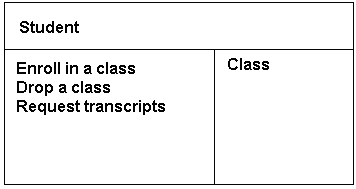 Student
Enroll in a class
Drop a class
Request transcripts
Class